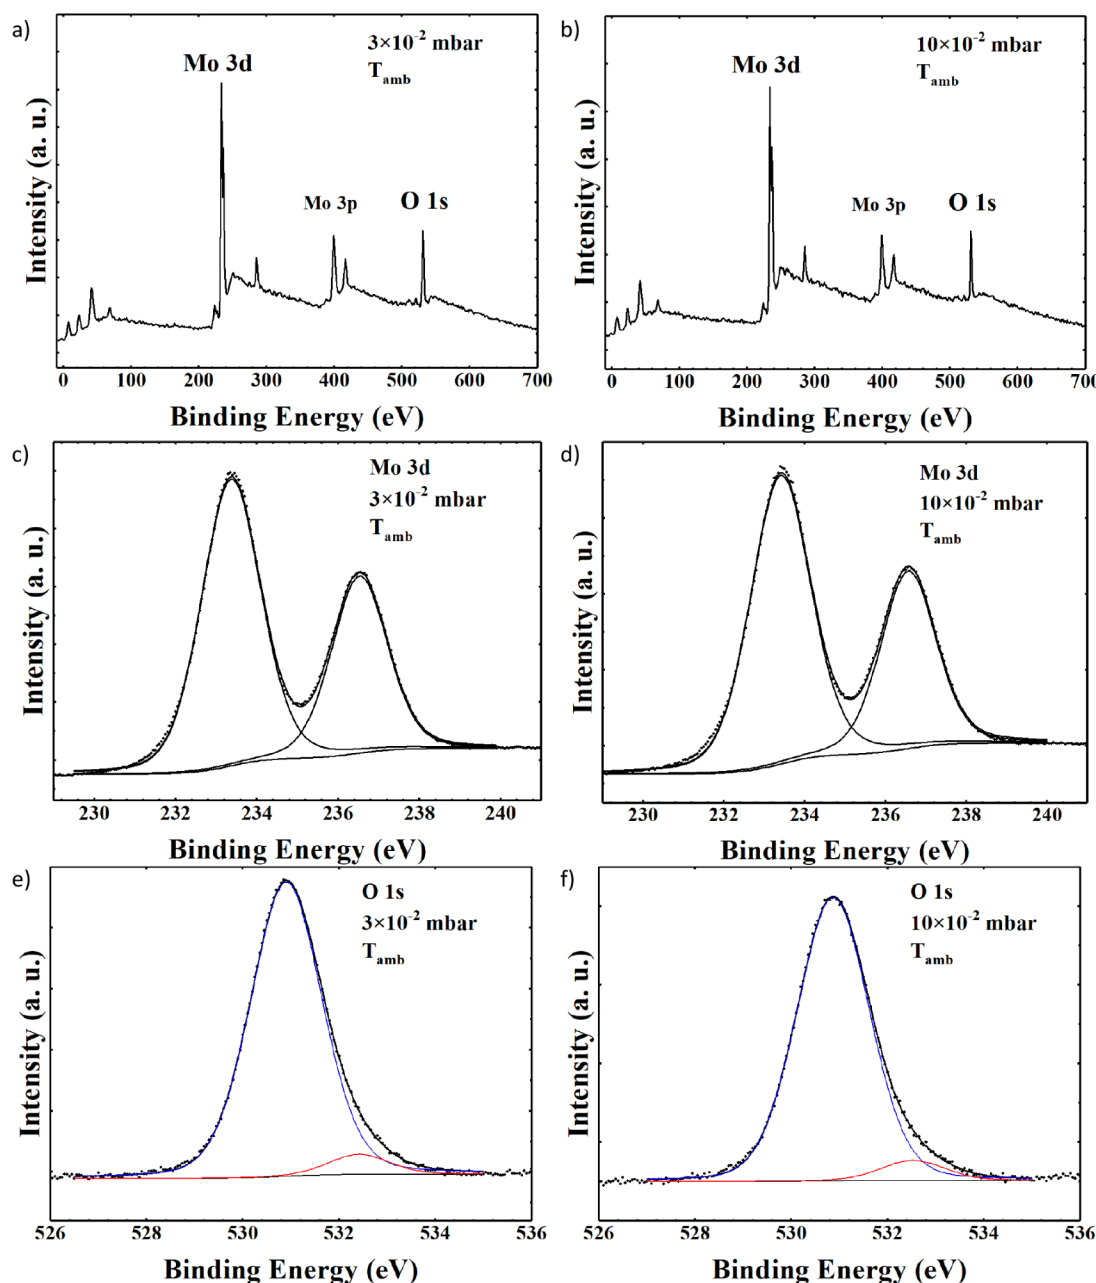 a)
3×10⁻² mbar
T_amb
Mo 3d
Mo 3p
O 1s
Intensity (a. u.)
0 100 200 300 400 500 600 700
Binding Energy (eV)
b)
10×10⁻² mbar
T_amb
Mo 3d
Mo 3p
O 1s
Intensity (a. u.)
0 100 200 300 400 500 600 700
Binding Energy (eV)
c)
Mo 3d
3×10⁻² mbar
T_amb
Intensity (a. u.)
230 232 234 236 238 240
Binding Energy (eV)
d)
Mo 3d
10×10⁻² mbar
T_amb
Intensity (a. u.)
230 232 234 236 238 240
Binding Energy (eV)
e)
O 1s
3×10⁻² mbar
T_amb
Intensity (a. u.)
526 528 530 532 534 536
Binding Energy (eV)
f)
O 1s
10×10⁻² mbar
T_amb
Intensity (a. u.)
526 528 530 532 534 536
Binding Energy (eV)